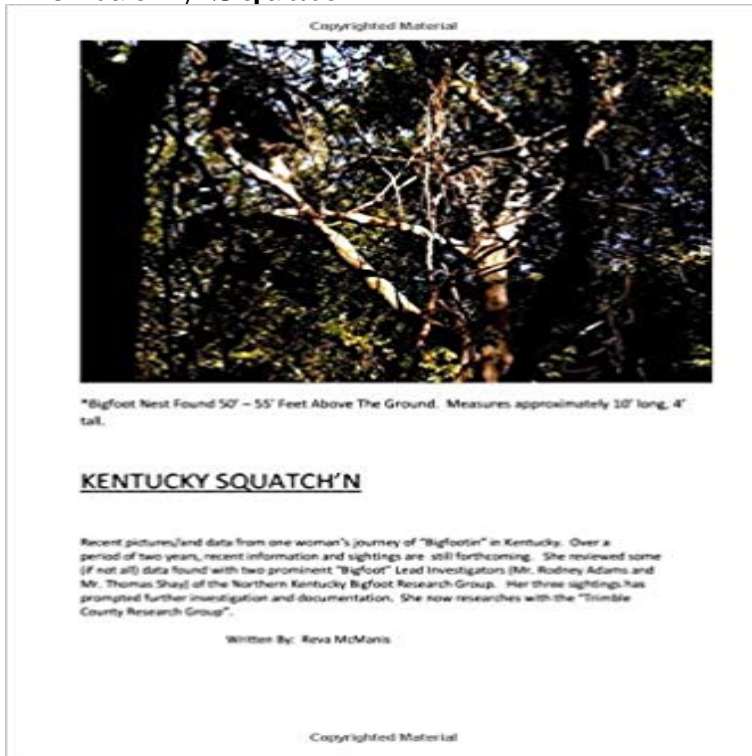 Copyrighted Material
*Bigfoot Nest Found 50' – 55' Feet Above The Ground. Measures approximately 10' long, 4'
tall.
KENTUCKY SQUATCH'N
Recent pictures/and data from one woman's journey of "Bigfootin" in Kentucky. Over a
period of two years, recent information and sightings are still forthcoming. She reviewed some
(if not all) data found with two prominent "Bigfoot" Lead Investigators (Mr. Rodney Adams and
Mr. Thomas Shay) of the Northern Kentucky Bigfoot Research Group. Her three sightings has
prompted further investigation and documentation. She now researches with the "Trimble
County Research Group".
Written By: Reva McManis
Copyrighted Material